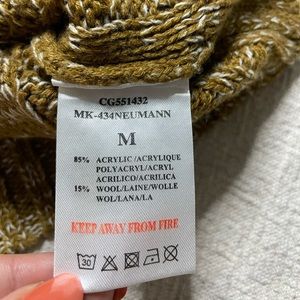 CG551432
MK-434NEUMANN
M
85% ACRYLIC/ACRYLIQUE
POLYACRYL/ACRYL
ACRILICO/ACRILICA
15% WOOL/LAINE/WOLLE
WOL/LANA/LA
KEEP AWAY FROM FIRE
30